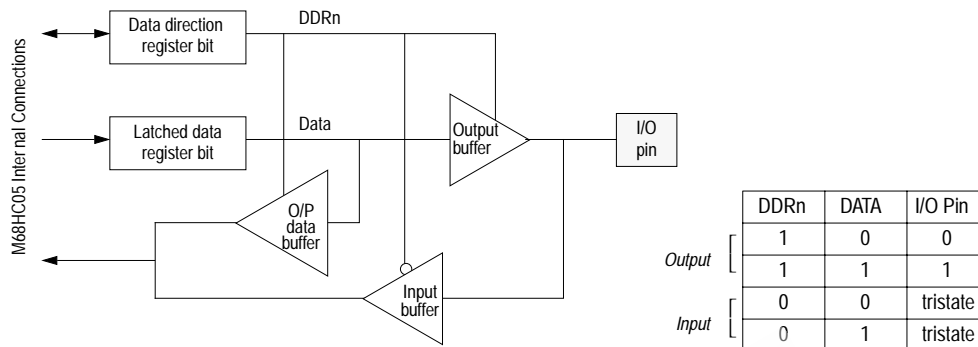 M68HC05 Internal Connections
Data direction
register bit
DDRn
Latched data
register bit
Data
Output
buffer
I/O
pin
O/P
data
buffer
Input
buffer
DDRn DATA I/O Pin
Output
1 0 0
1 1 1
Input
0 0 tristate
0 1 tristate